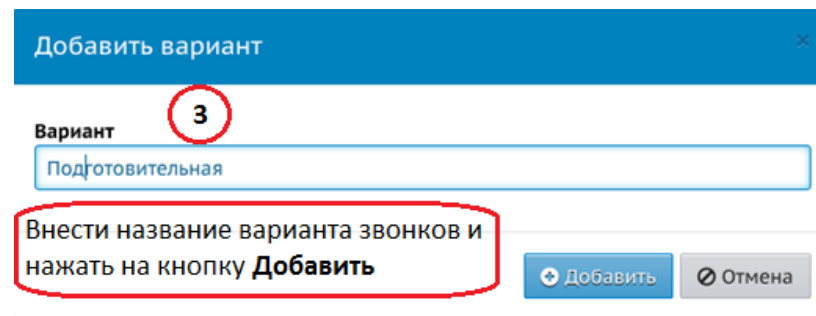 Добавить вариант
×
3
Вариант
Подготовительная
Внести название варианта звонков и
нажать на кнопку Добавить
Добавить
Отмена